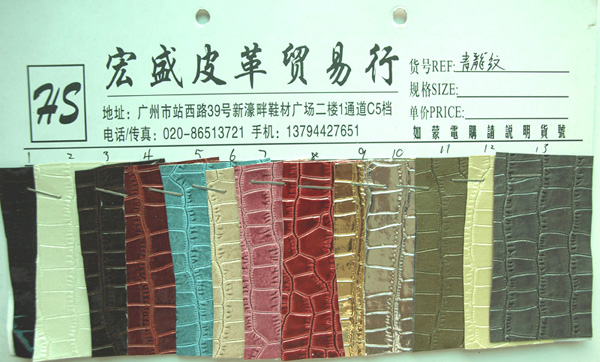 宏盛皮革贸易行
HS
地址：广州市站西路39号新濠畔鞋材广场二楼1通道C5档
电话/传真：020-86513721 手机：13794427651
货号REF: 青龍纹
规格SIZE:
单价PRICE:
如蒙電購請說明貨號
1 2 3 4 5 6 7 8 9 10 11 12 13